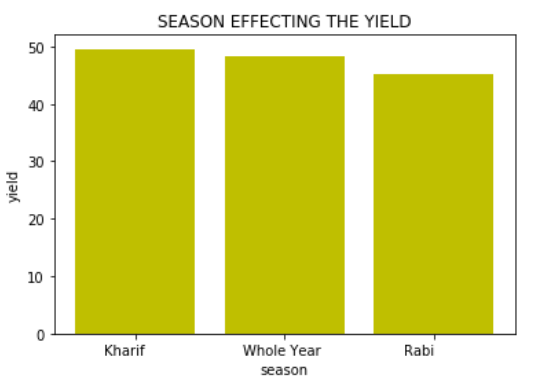 SEASON EFFECTING THE YIELD
50
40
30
20
10
0
yield
Kharif Whole Year Rabi
season